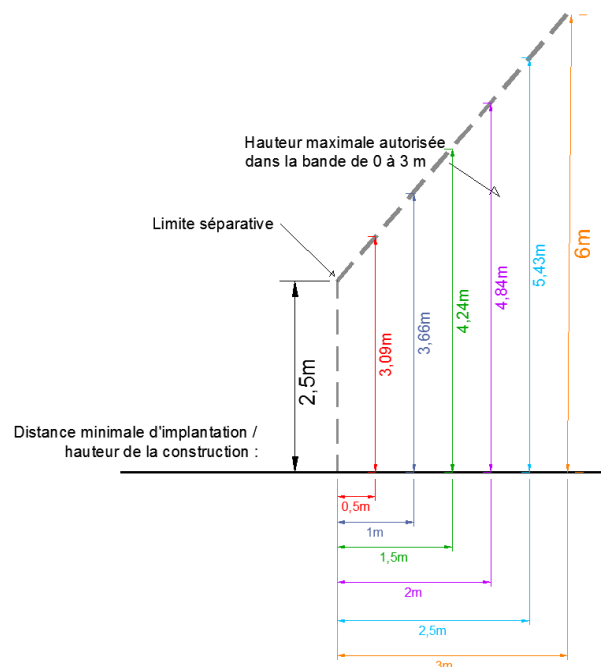 Hauteur maximale autorisée
dans la bande de 0 à 3 m
Limite séparative
2,5m
3,09m
3,66m
4,24m
4,84m
5,43m
6m
Distance minimale d'implantation /
hauteur de la construction :
0,5m
1m
1,5m
2m
2,5m
3m